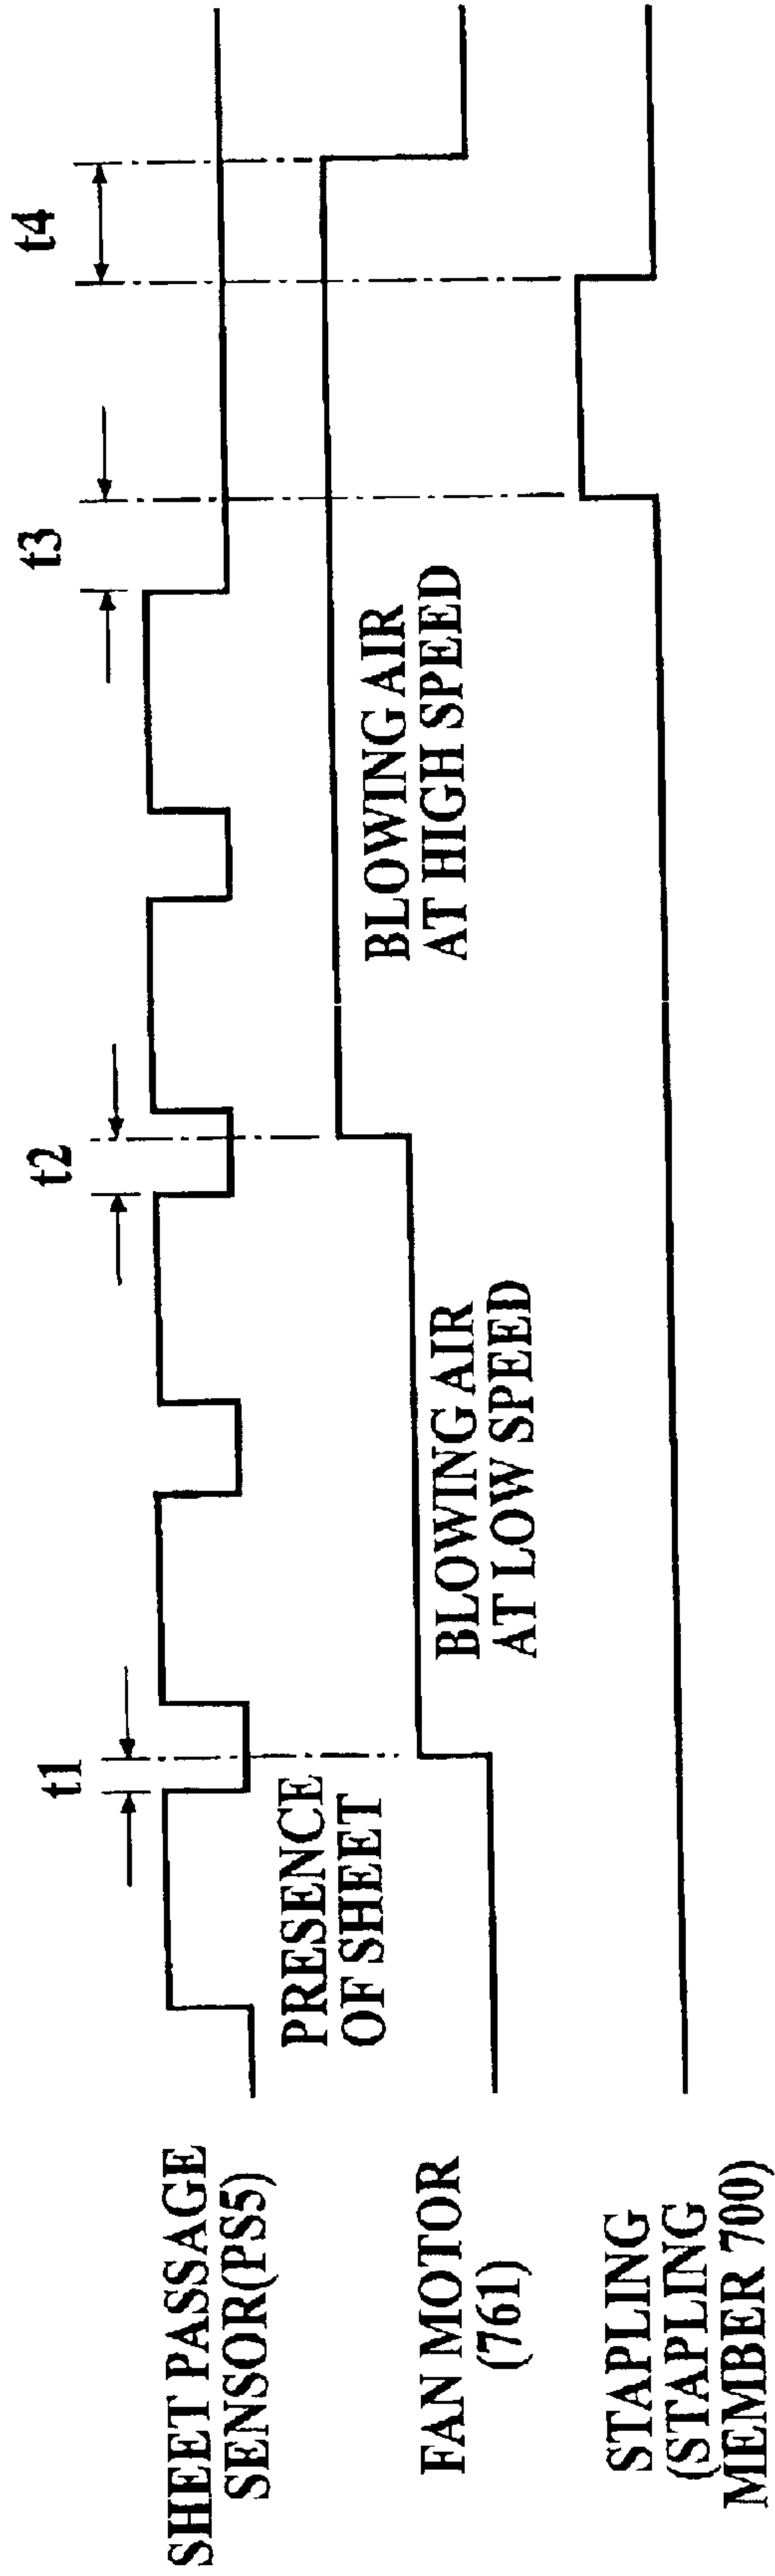 t1
t2
t3
t4
SHEET PASSAGE
SENSOR(PS5)
PRESENCE
OF SHEET
FAN MOTOR
(761)
BLOWING AIR
AT LOW SPEED
BLOWING AIR
AT HIGH SPEED
STAPLING
(STAPLING
MEMBER 700)